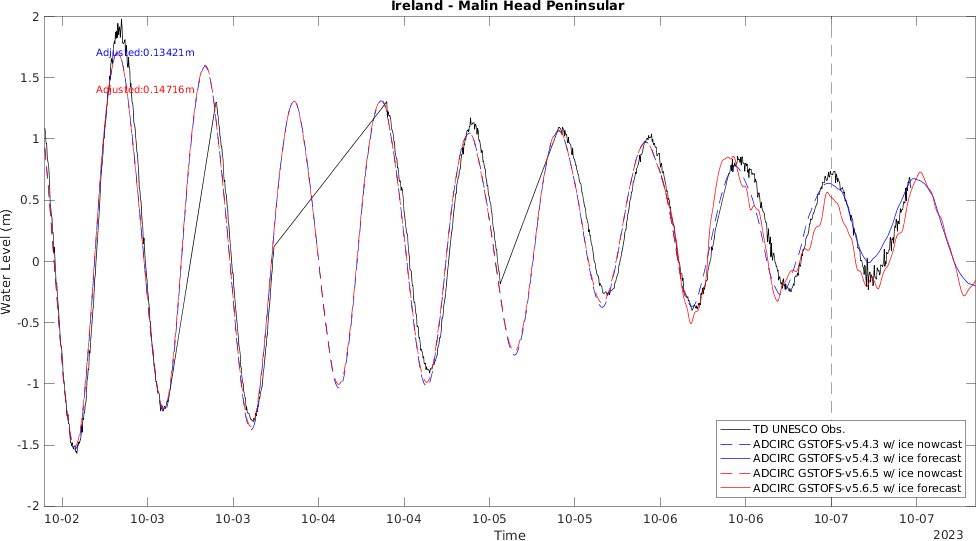 Ireland - Malin Head Peninsular
Water Level (m)
2
1.5
1
0.5
0
-0.5
-1
-1.5
-2
Adjusted:0.13421m
Adjusted:0.14716m
TD UNESCO Obs.
ADCIRC GSTOFS-v5.4.3 w/ ice nowcast
ADCIRC GSTOFS-v5.4.3 w/ ice forecast
ADCIRC GSTOFS-v5.6.5 w/ ice nowcast
ADCIRC GSTOFS-v5.6.5 w/ ice forecast
10-02 10-03 10-03 10-04 10-04 10-05 10-05 10-06 10-06 10-07 10-07
Time
2023